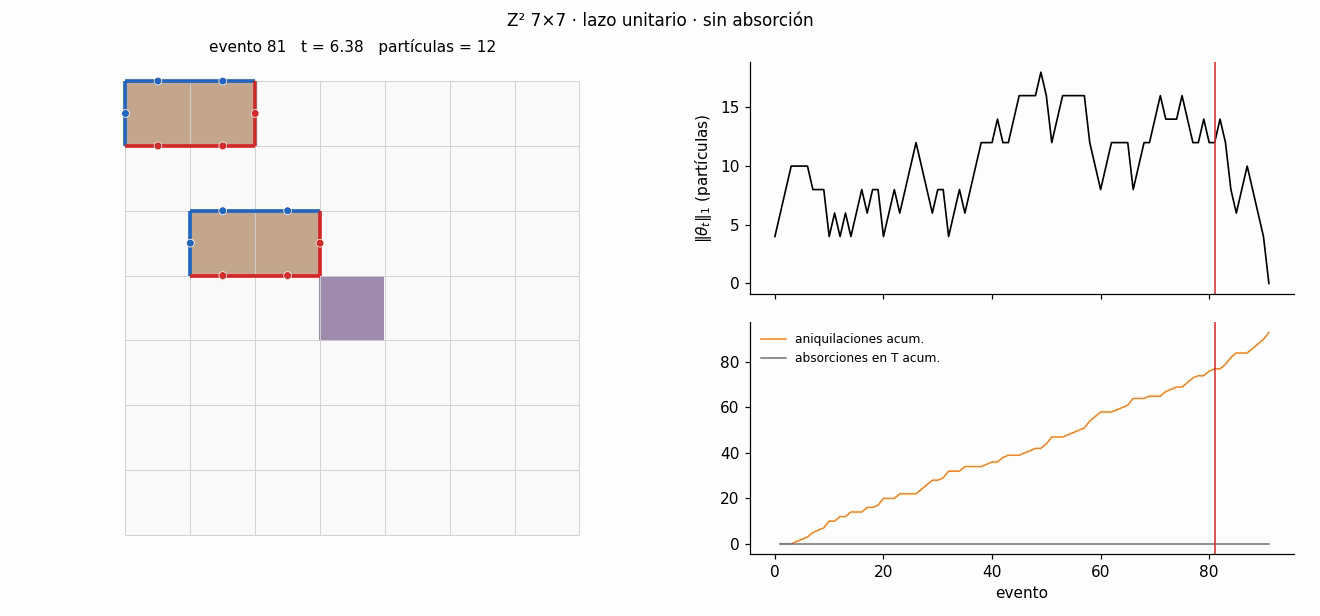 Z² 7×7 · lazo unitario · sin absorción
evento 81   t = 6.38   partículas = 12
‖θₜ‖₁ (partículas)
15
10
5
0
aniquilaciones acum.
absorciones en T acum.
80
60
40
20
0
0 20 40 60 80
evento